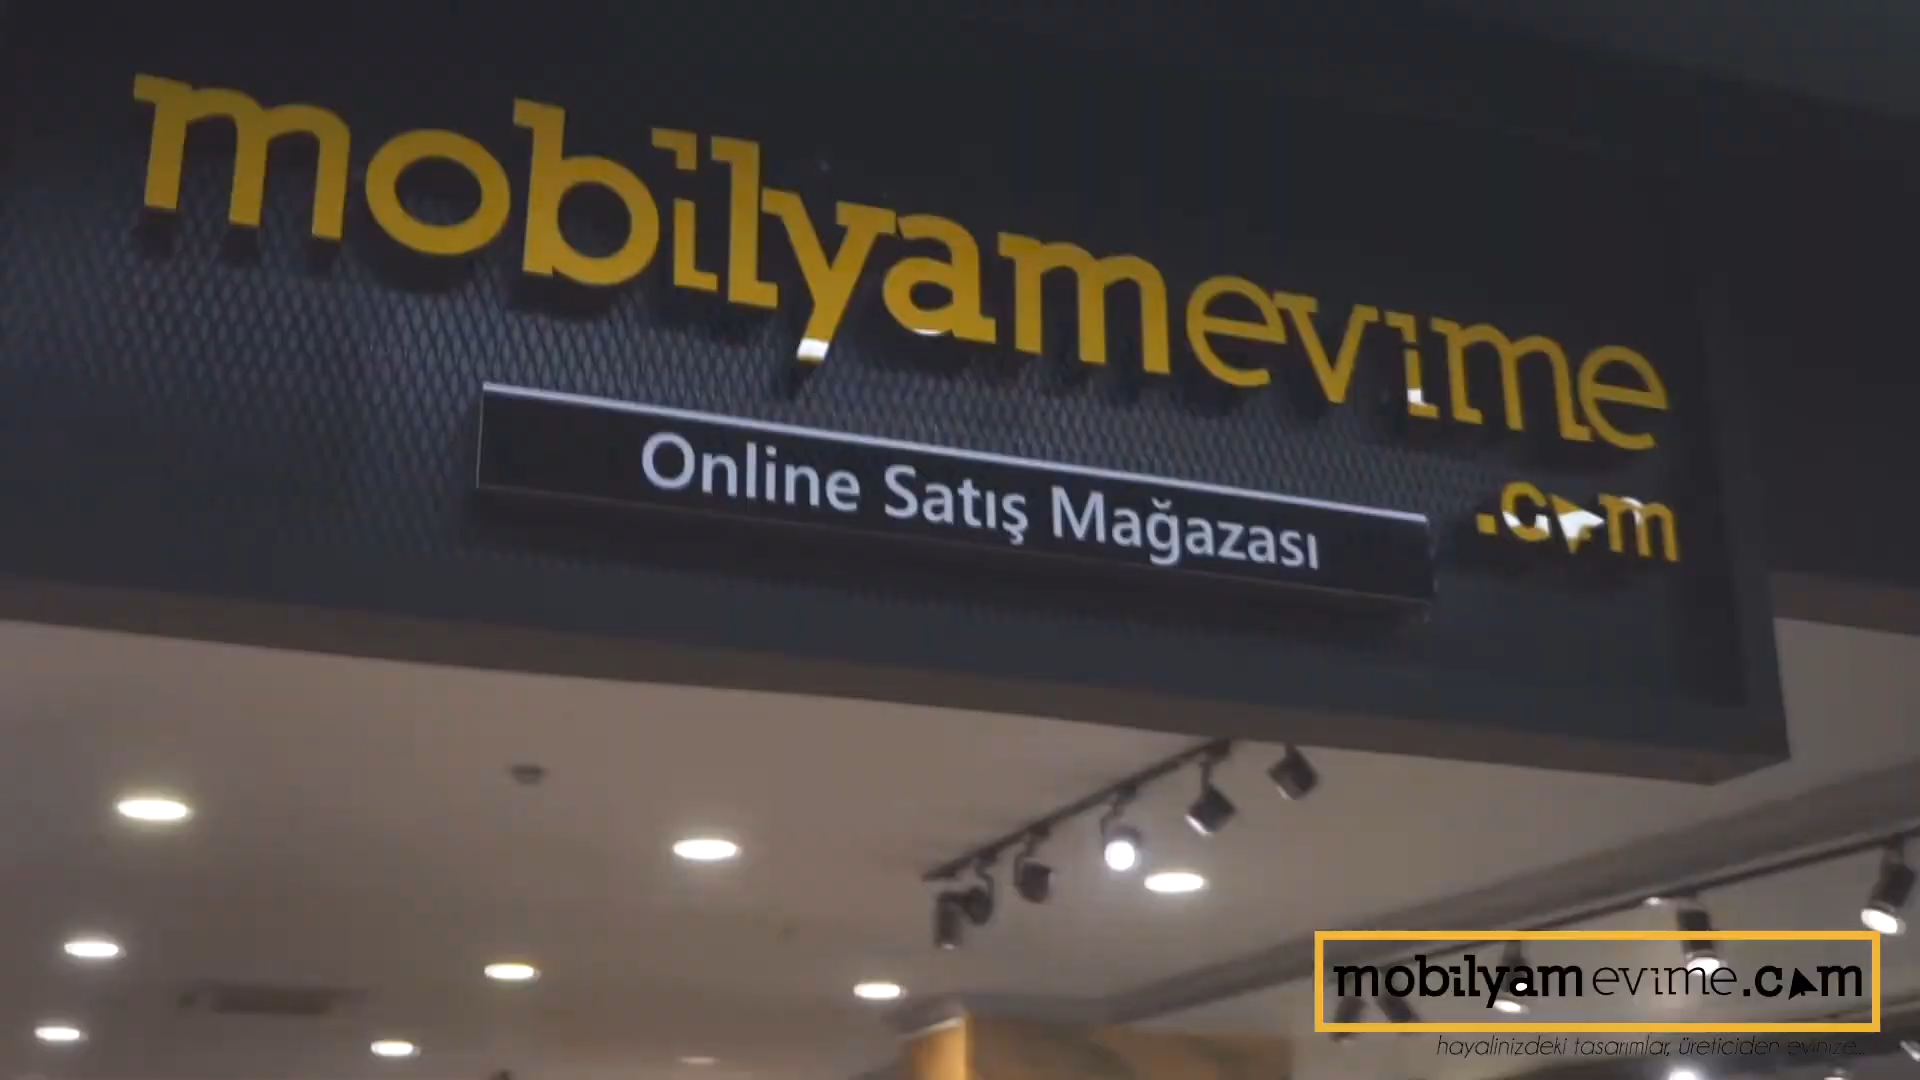 mobilyamevime
.com
Online Satış Mağazası
mobilyamevime.com
hayalinizdeki tasarımlar, üreticiden evinize...